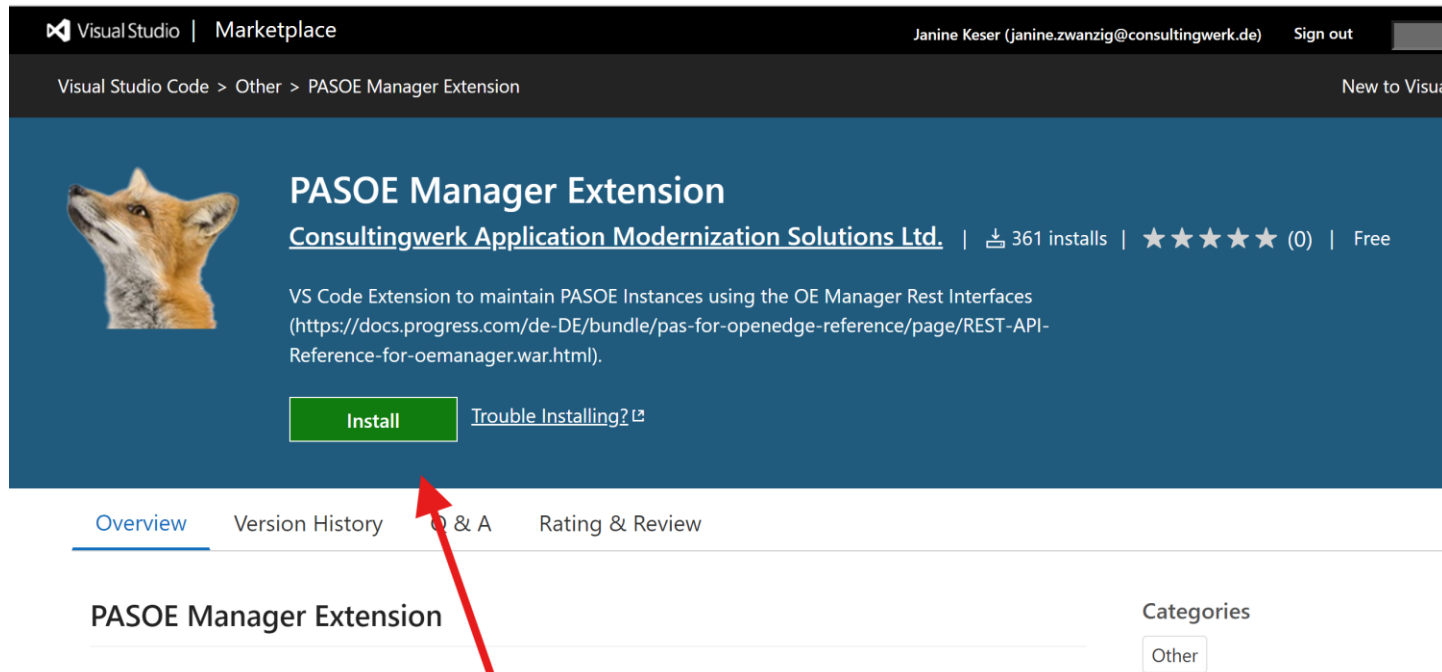 Visual Studio | Marketplace
Janine Keser (janine.zwanzig@consultingwerk.de) Sign out
Visual Studio Code > Other > PASOE Manager Extension
New to Visua
PASOE Manager Extension
Consultingwerk Application Modernization Solutions Ltd. | 361 installs | (0) | Free
VS Code Extension to maintain PASOE Instances using the OE Manager Rest Interfaces
(https://docs.progress.com/de-DE/bundle/pas-for-openedge-reference/page/REST-API-
Reference-for-oemanager.war.html).
Install Trouble Installing?
Overview Version History Q & A Rating & Review
PASOE Manager Extension
Categories
Other